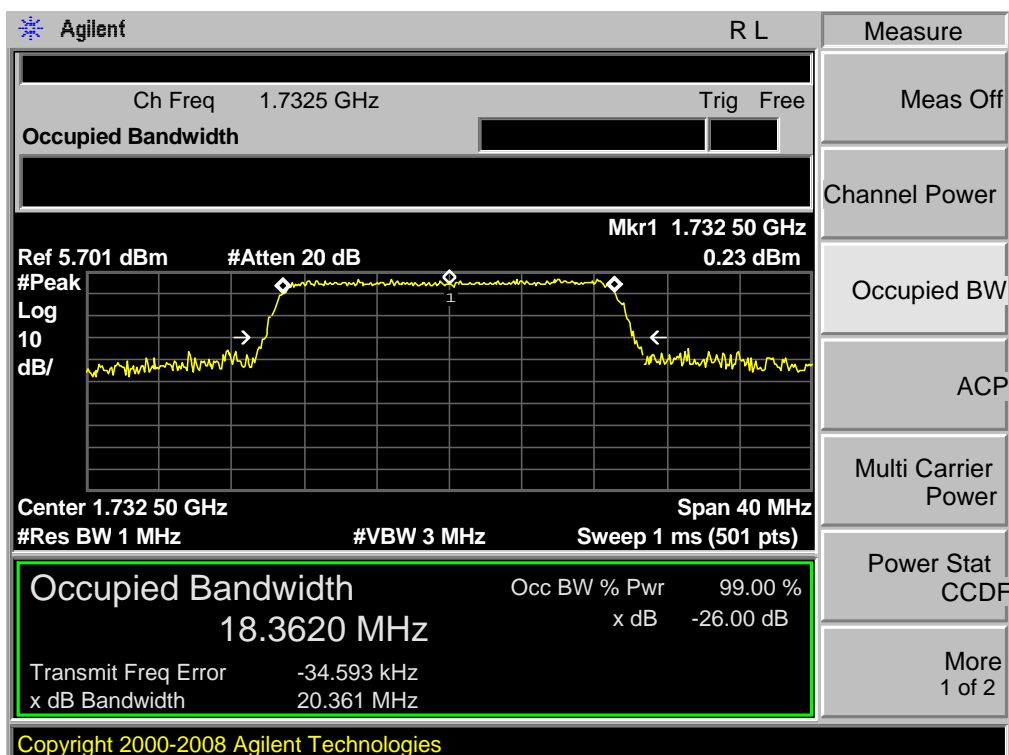 Agilent R L
Measure
Ch Freq 1.7325 GHz Trig Free
Meas Off
Occupied Bandwidth
Channel Power
Mkr1 1.732 50 GHz
Ref 5.701 dBm #Atten 20 dB 0.23 dBm
#Peak
Log
10
dB/
1
Occupied BW
ACP
Center 1.732 50 GHz Span 40 MHz
#Res BW 1 MHz #VBW 3 MHz Sweep 1 ms (501 pts)
Multi Carrier
Power
Occupied Bandwidth Occ BW % Pwr 99.00 %
18.3620 MHz x dB -26.00 dB
Transmit Freq Error -34.593 kHz
x dB Bandwidth 20.361 MHz
Power Stat
CCDF
More
1 of 2
Copyright 2000-2008 Agilent Technologies